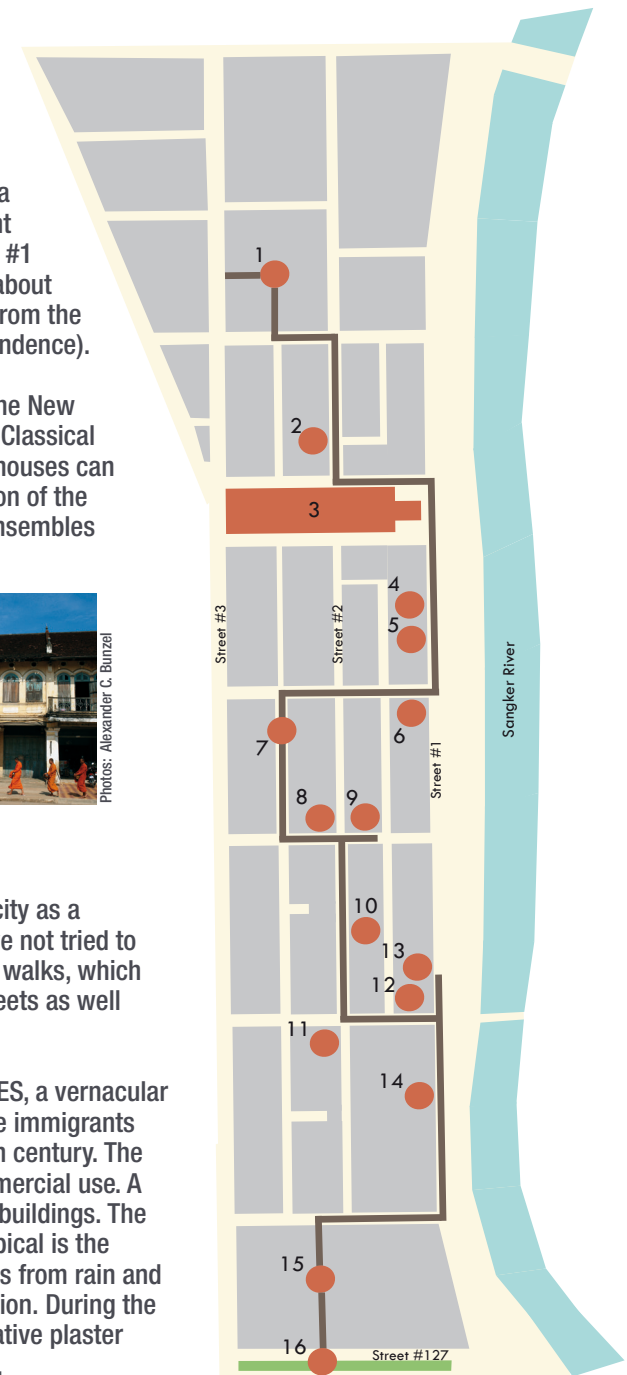 a
nt
#1
about
from the
ndence).
he New
Classical
houses can
on of the
nsembles
Photos: Alexander C. Bunzel
city as a
e not tried to
walks, which
eets as well
ES, a vernacular
e immigrants
h century. The
mercial use. A
buildings. The
pical is the
s from rain and
ion. During the
ative plaster
1
2
3
Street #3
Street #2
4
5
6
Street #1
Sangker River
7
8
9
10
13
12
11
14
15
16
Street #127